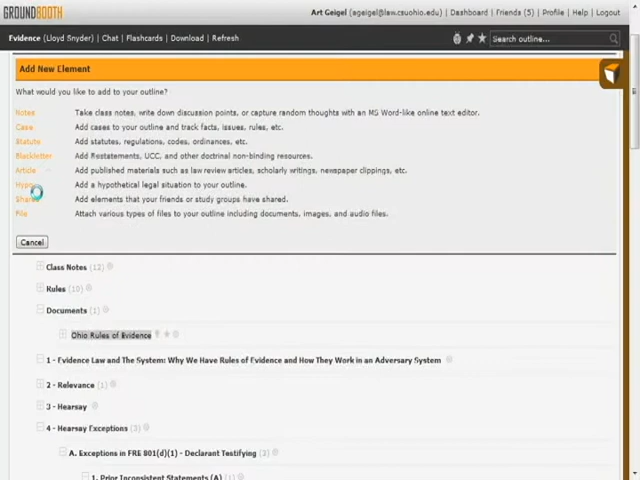 GROUNDBOOTH
Art Geigel (egeigel@law.csuohio.edu) | Dashboard | Friends (5) | Profile | Help | Logout
Evidence (Lloyd Snyder) | Chat | Flashcards | Download | Refresh
Search outline...
Add New Element
What would you like to add to your outline?
Notes Take class notes, write down discussion points, or capture random thoughts with an MS Word-like online text editor.
Case Add cases to your outline and track facts, issues, rules, etc.
Statute Add statutes, regulations, codes, ordinances, etc.
Blackletter Add Restatements, UCC, and other doctrinal non-binding resources.
Article Add published materials such as law review articles, scholarly writings, newspaper clippings, etc.
Add a hypothetical legal situation to your outline.
Add elements that your friends or study groups have shared.
File Attach various types of files to your outline including documents, images, and audio files.
Cancel
Class Notes (12)
Rules (10)
Documents (1)
Ohio Rules of Evidence
1 - Evidence Law and The System: Why We Have Rules of Evidence and How They Work in an Adversary System
2 - Relevance (1)
3 - Hearsay
4 - Hearsay Exceptions (3)
A. Exceptions in FRE 801(d)(1) - Declarant Testifying (2)
1. Prior Inconsistent Statements (A) (1)